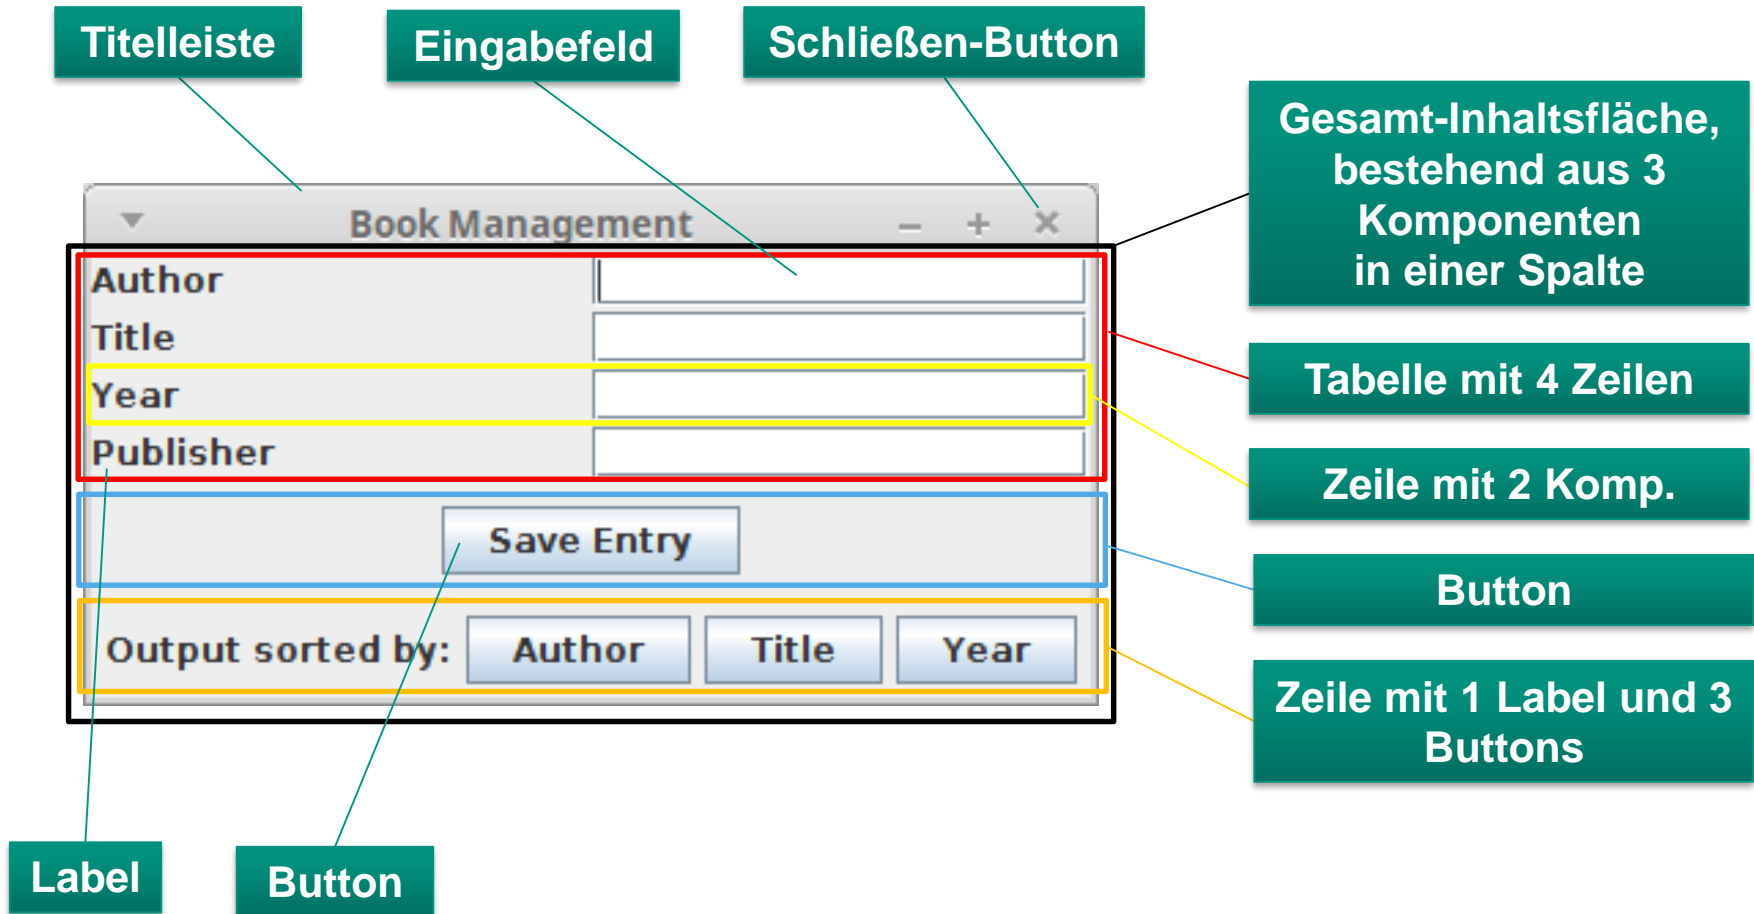 Titelleiste
Eingabefeld
Schließen-Button
Gesamt-Inhaltsfläche,
bestehend aus 3
Komponenten
in einer Spalte
Book Management
Author
Title
Year
Publisher
Tabelle mit 4 Zeilen
Zeile mit 2 Komp.
Save Entry
Button
Output sorted by: Author Title Year
Zeile mit 1 Label und 3
Buttons
Label
Button